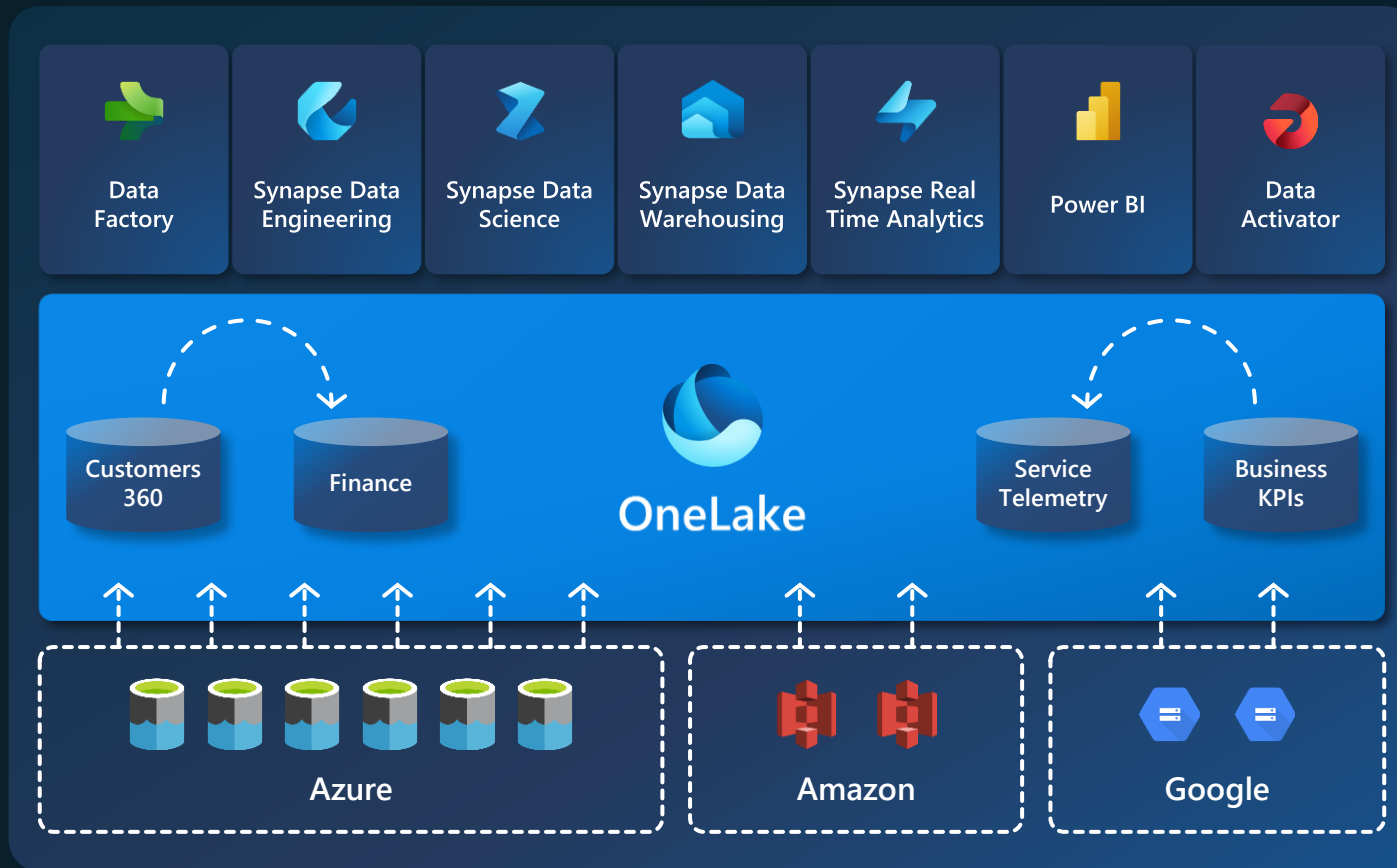 Data
Factory
Synapse Data
Engineering
Synapse Data
Science
Synapse Data
Warehousing
Synapse Real
Time Analytics
Power BI
Data
Activator
Customers
360
Finance
OneLake
Service
Telemetry
Business
KPIs
Azure
Amazon
Google